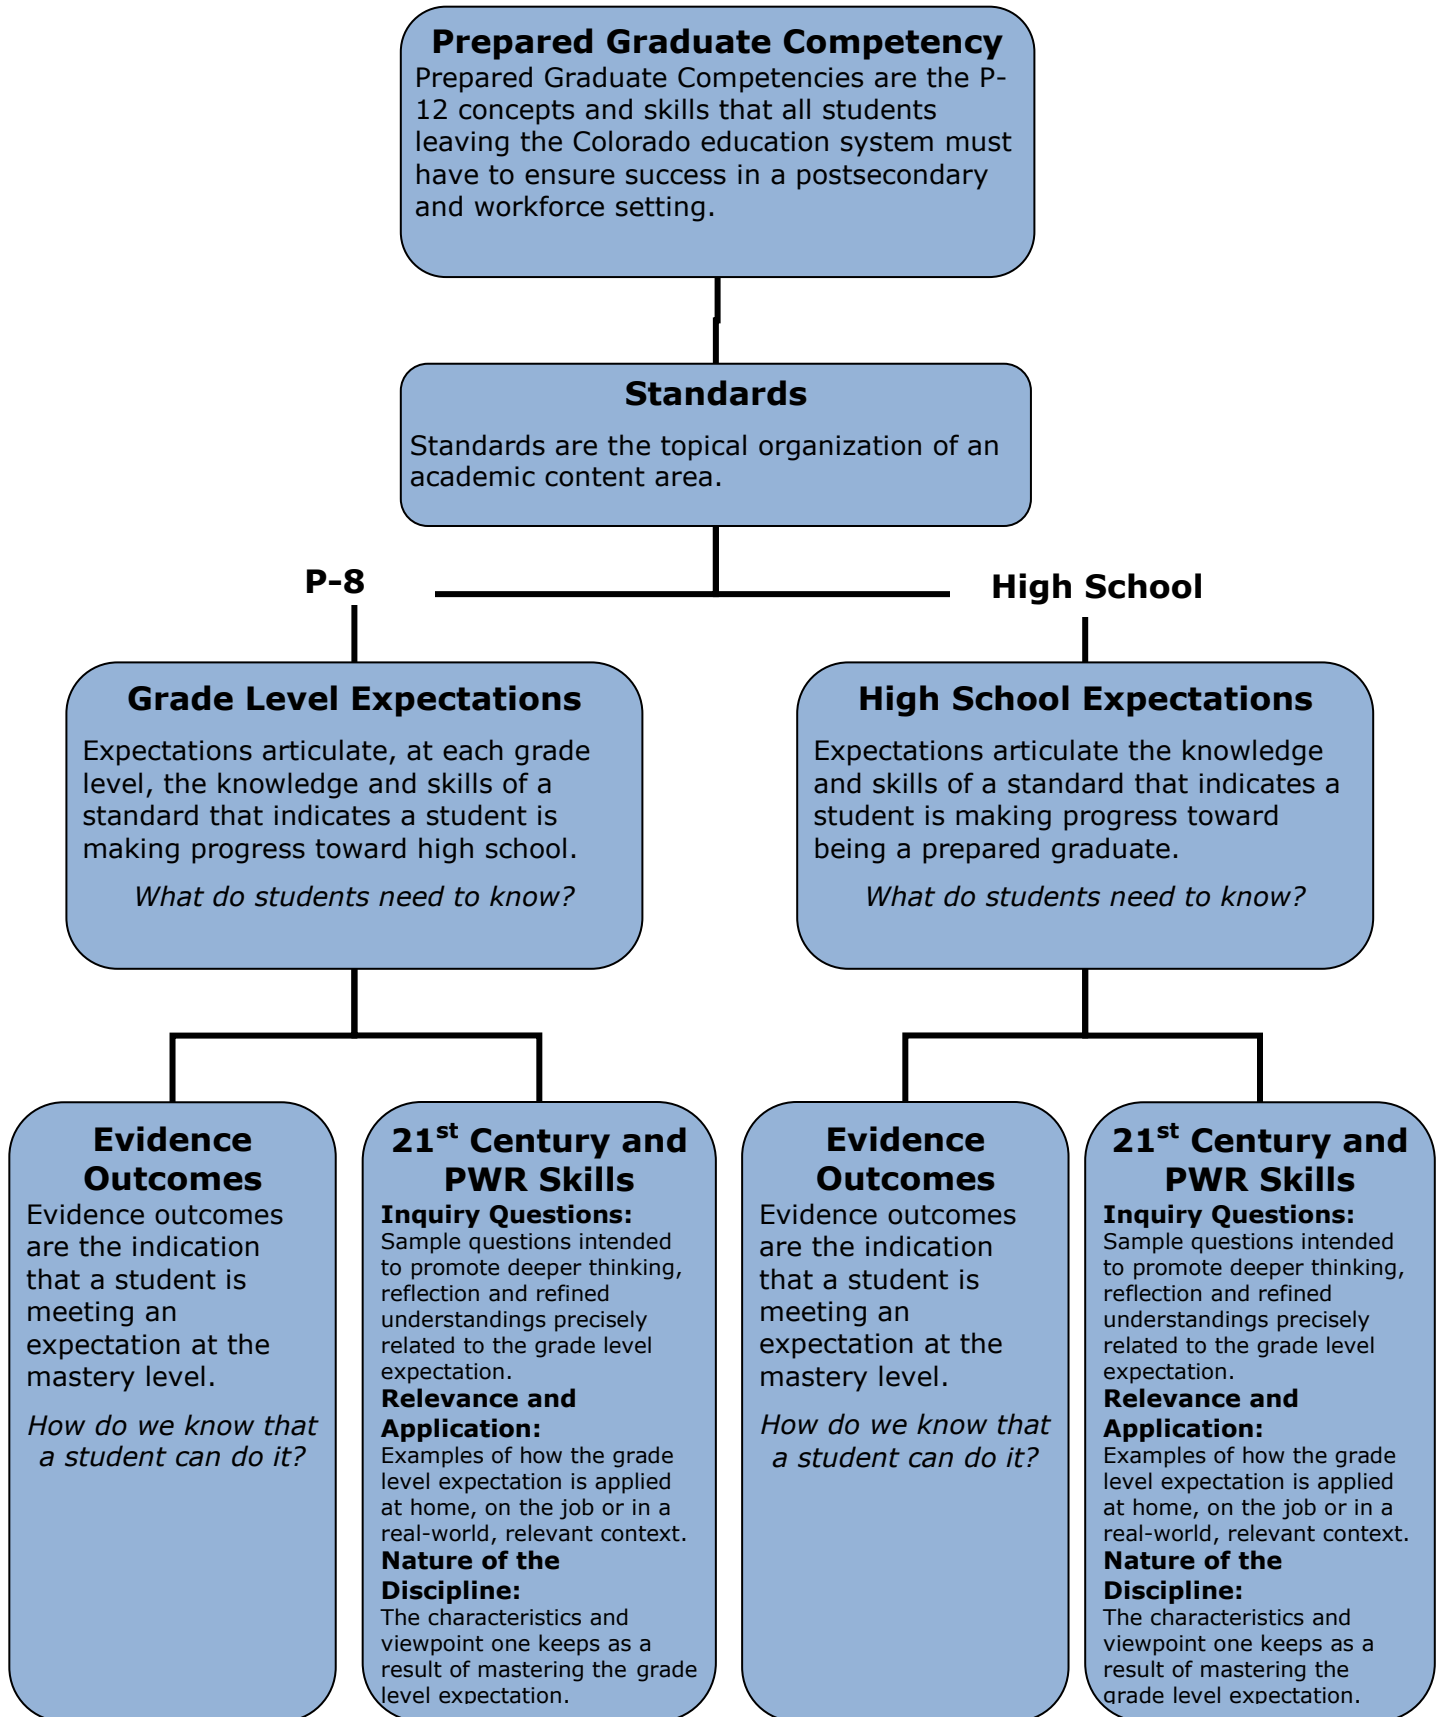 Prepared Graduate Competency
Prepared Graduate Competencies are the P-
12 concepts and skills that all students
leaving the Colorado education system must
have to ensure success in a postsecondary
and workforce setting.
Standards
Standards are the topical organization of an
academic content area.
P-8
High School
Grade Level Expectations
Expectations articulate, at each grade
level, the knowledge and skills of a
standard that indicates a student is
making progress toward high school.
What do students need to know?
High School Expectations
Expectations articulate the knowledge
and skills of a standard that indicates a
student is making progress toward
being a prepared graduate.
What do students need to know?
Evidence
Outcomes
Evidence outcomes
are the indication
that a student is
meeting an
expectation at the
mastery level.
How do we know that
a student can do it?
21st Century and
PWR Skills
Inquiry Questions:
Sample questions intended
to promote deeper thinking,
reflection and refined
understandings precisely
related to the grade level
expectation.
Relevance and
Application:
Examples of how the grade
level expectation is applied
at home, on the job or in a
real-world, relevant context.
Nature of the
Discipline:
The characteristics and
viewpoint one keeps as a
result of mastering the grade
level expectation.
Evidence
Outcomes
Evidence outcomes
are the indication
that a student is
meeting an
expectation at the
mastery level.
How do we know that
a student can do it?
21st Century and
PWR Skills
Inquiry Questions:
Sample questions intended
to promote deeper thinking,
reflection and refined
understandings precisely
related to the grade level
expectation.
Relevance and
Application:
Examples of how the grade
level expectation is applied
at home, on the job or in a
real-world, relevant context.
Nature of the
Discipline:
The characteristics and
viewpoint one keeps as a
result of mastering the
grade level expectation.